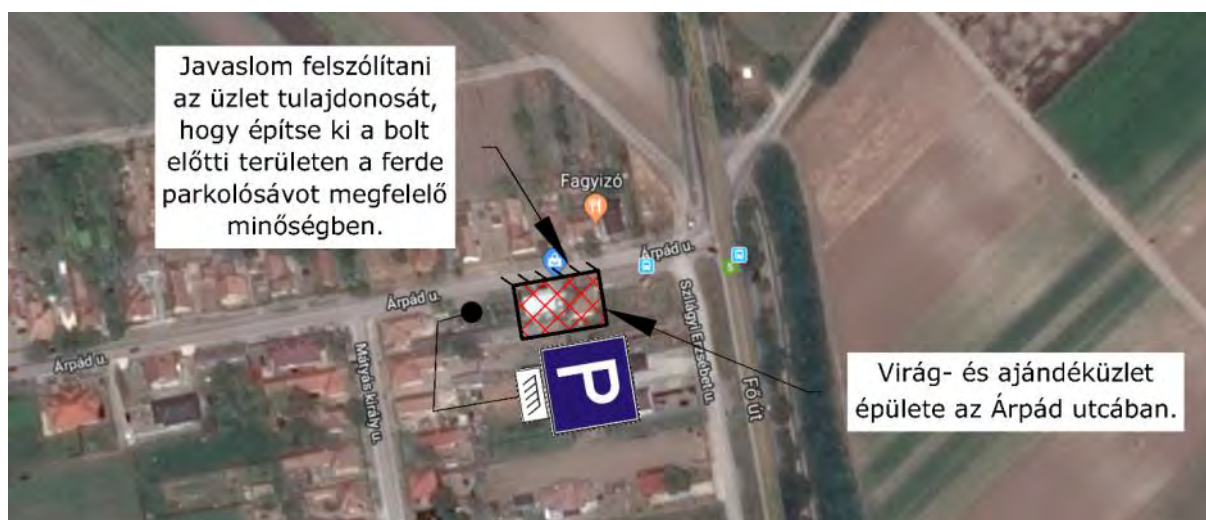 Javaslom felszólítani
az üzlet tulajdonosát,
hogy építse ki a bolt
előtti területen a ferde
parkolósávot megfelelő
minőségben.
Fagyizó
Árpád u.
Árpád u.
Árpád u.
Mátyás király u.
Szilágyi Erzsébet u.
Fő út
P
Virág- és ajándéküzlet
épülete az Árpád utcában.